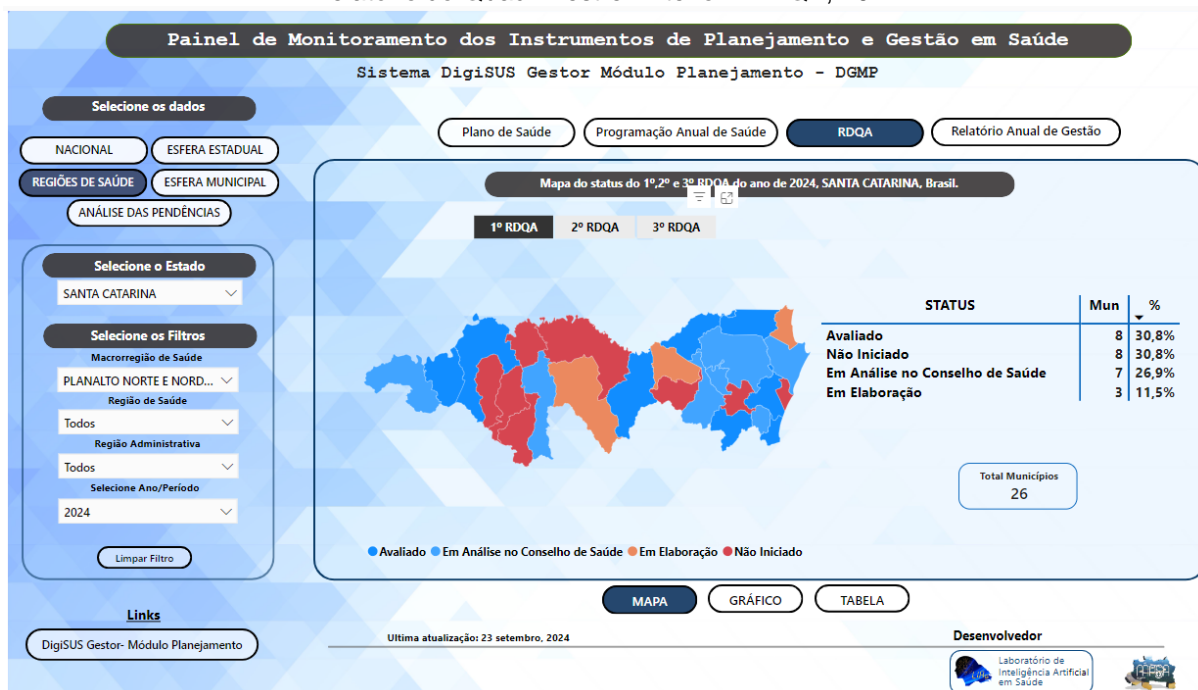 Painel de Monitoramento dos Instrumentos de Planejamento e Gestão em Saúde
Sistema DigiSUS Gestor Módulo Planejamento - DGMP
Selecione os dados
NACIONAL
ESFERA ESTADUAL
REGIÕES DE SAÚDE
ESFERA MUNICIPAL
ANÁLISE DAS PENDÊNCIAS
Plano de Saúde
Programação Anual de Saúde
RDQA
Relatório Anual de Gestão
Selecione o Estado
SANTA CATARINA
Selecione os Filtros
Macrorregião de Saúde
PLANALTO NORTE E NORD...
Região de Saúde
Todos
Região Administrativa
Todos
Selecione Ano/Período
2024
Limpar Filtro
Links
DigiSUS Gestor- Módulo Planejamento
Mapa do status do 1º,2º e 3º RDQA do ano de 2024, SANTA CATARINA, Brasil.
1º RDQA 2º RDQA 3º RDQA
STATUS Mun %
Avaliado 8 30,8%
Não Iniciado 8 30,8%
Em Análise no Conselho de Saúde 7 26,9%
Em Elaboração 3 11,5%
Total Municípios
26
Avaliado Em Análise no Conselho de Saúde Em Elaboração Não Iniciado
MAPA
GRÁFICO
TABELA
Ultima atualização: 23 setembro, 2024
Desenvolvedor
Laboratório de
Inteligência Artificial
em Saúde